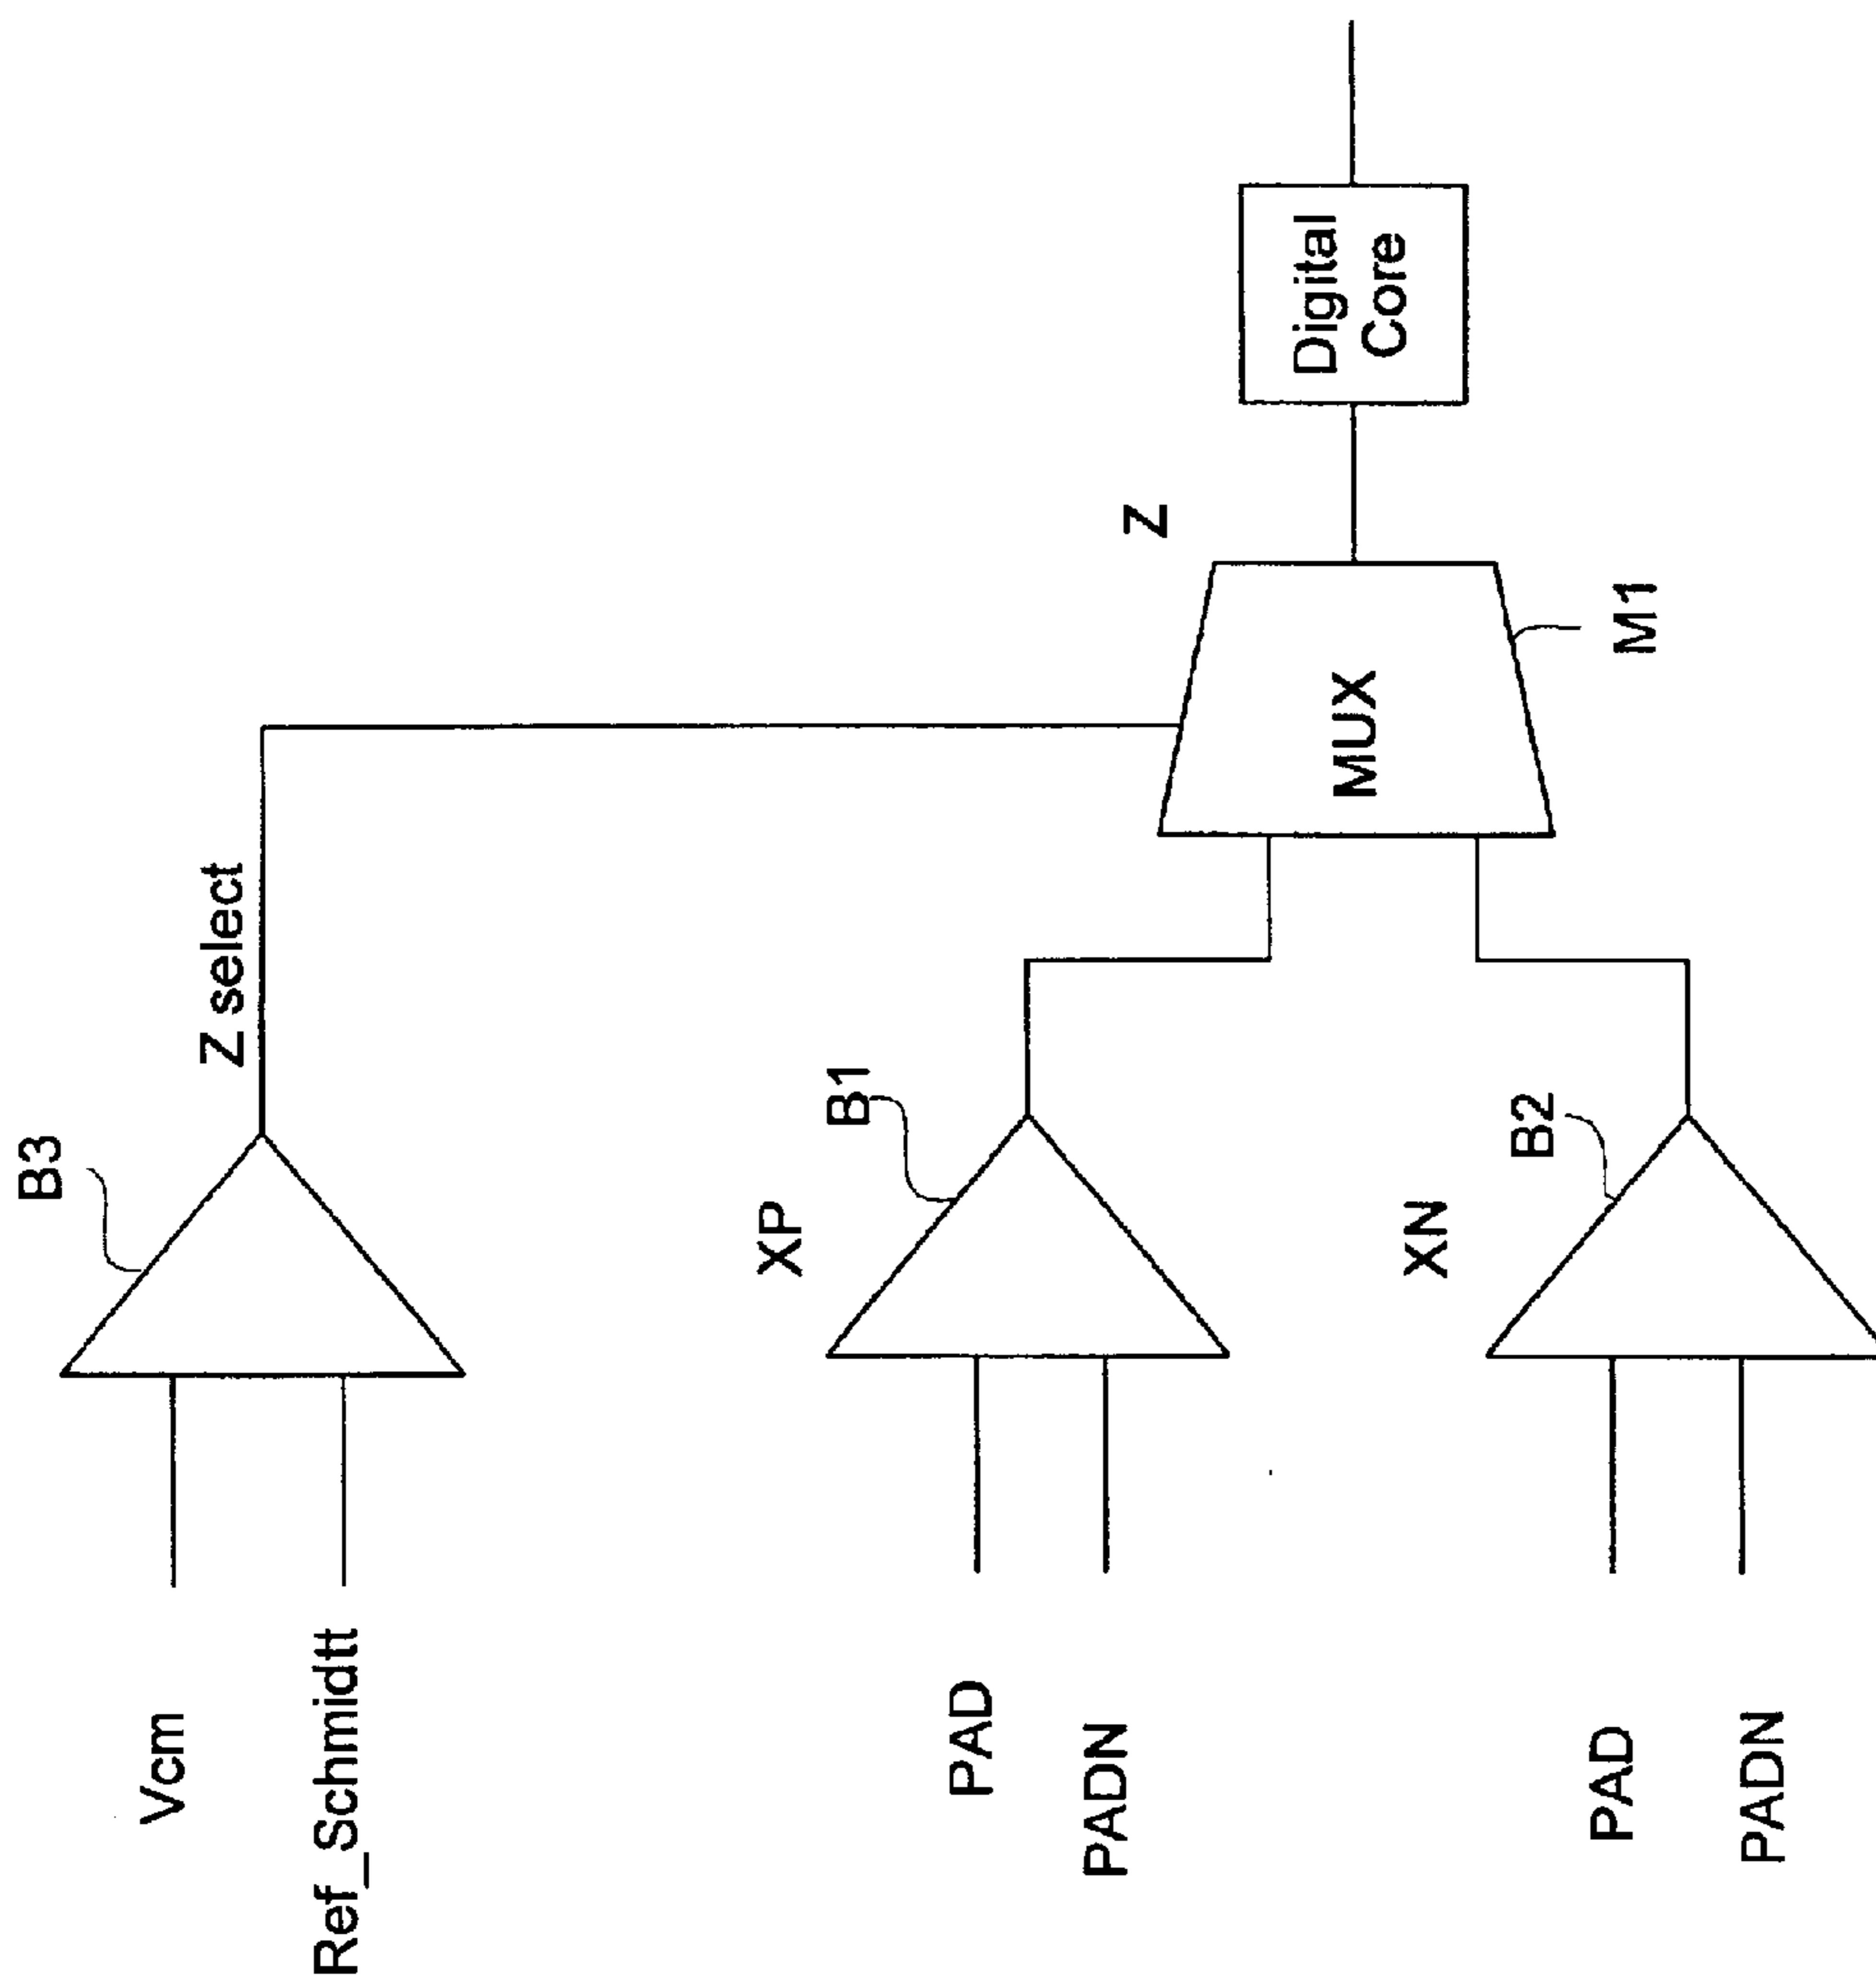 B3
Vcm
Z select
Ref_Schmidtt
XP
B1
PAD
PADN
Z
MUX
Digital
Core
M1
XN
B2
PAD
PADN